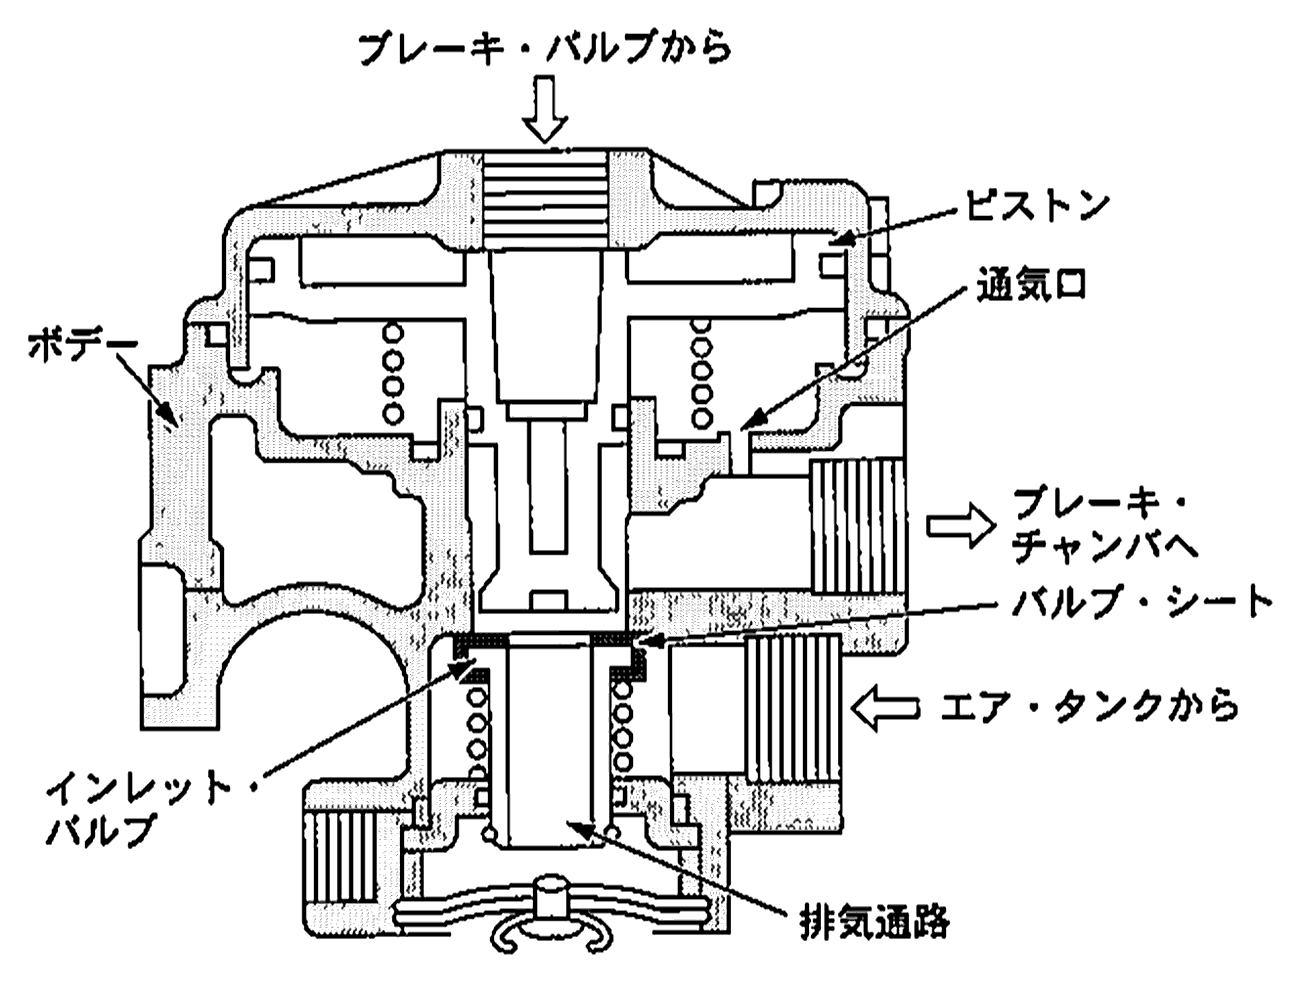 ブレーキ・バルブから
ピストン
通気口
ボデー
ブレーキ・
チャンバへ
バルブ・シート
エア・タンクから
インレット・
バルブ
排気通路